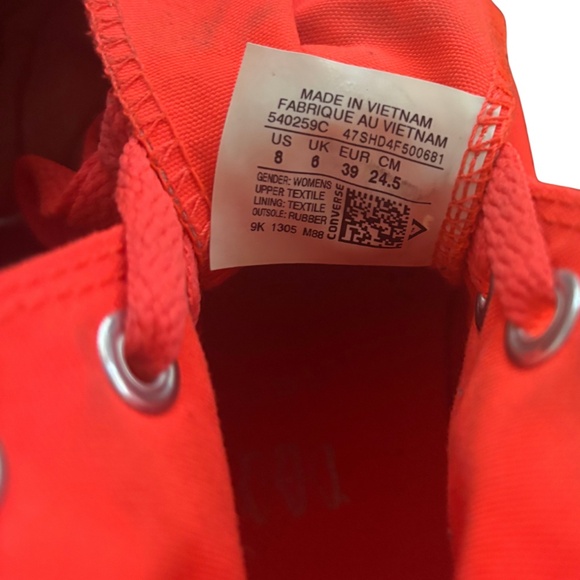 MADE IN VIETNAM
FABRIQUE AU VIETNAM
540259C 47SHD4F500681
US UK EUR CM
8 6 39 24.5
GENDER: WOMENS
UPPER TEXTILE
LINING: TEXTILE
OUTSOLE: RUBBER
9K 1305 M88
CONVERSE